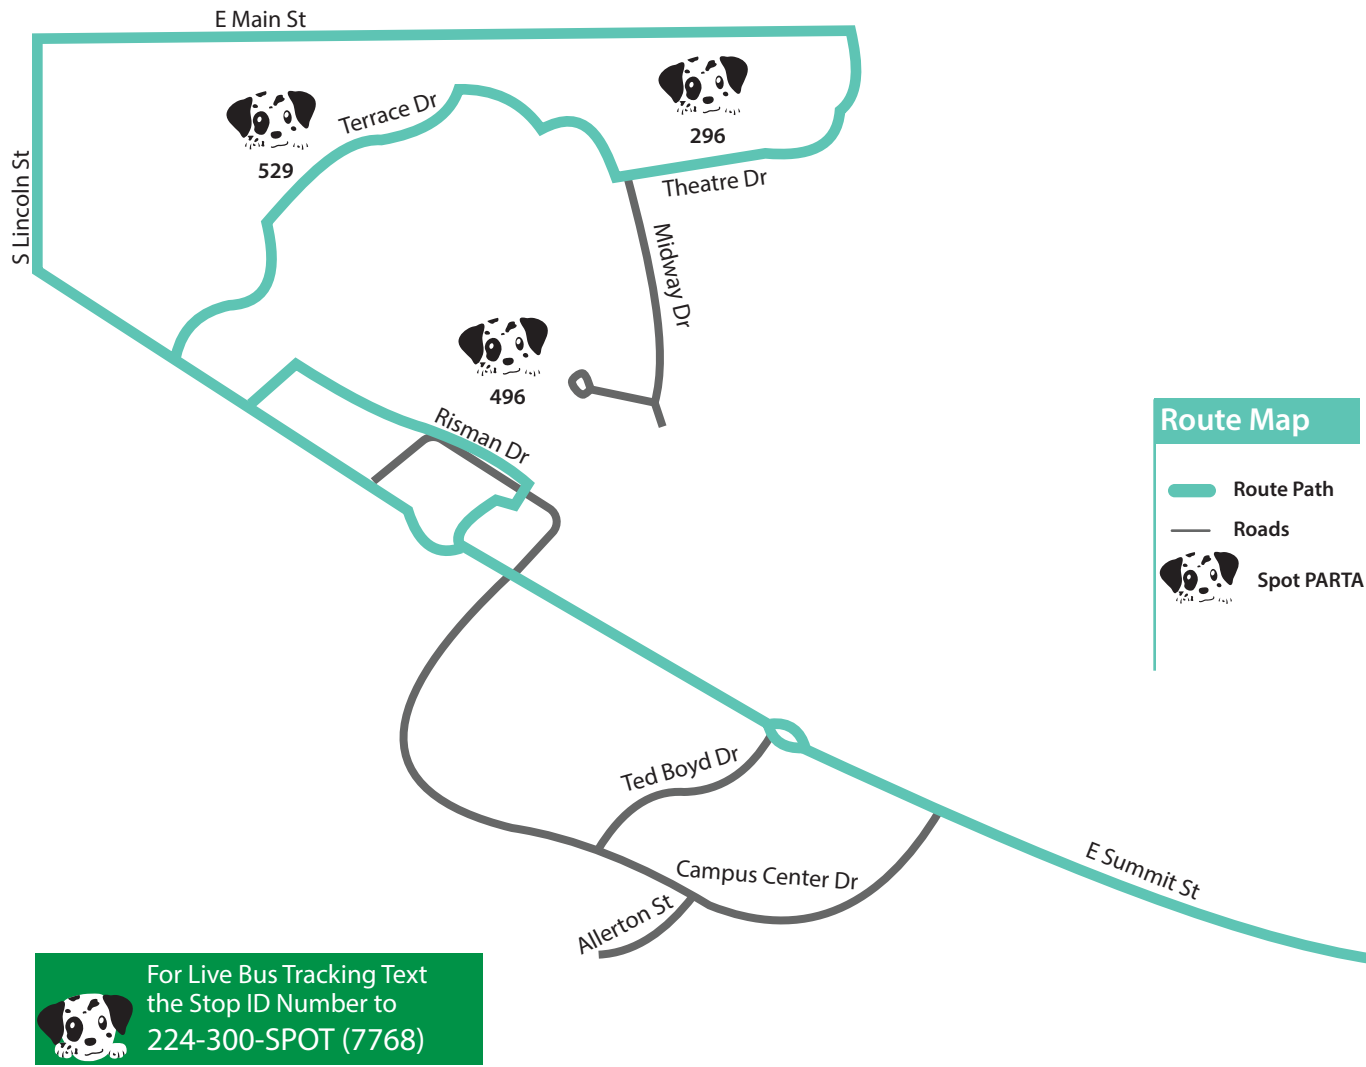 E Main St
S Lincoln St
Terrace Dr
529
296
Theatre Dr
Midway Dr
496
Risman Dr
Route Map
Route Path
Roads
Spot PARTA
Ted Boyd Dr
Campus Center Dr
Allerton St
E Summit St
For Live Bus Tracking Text
the Stop ID Number to
224-300-SPOT (7768)